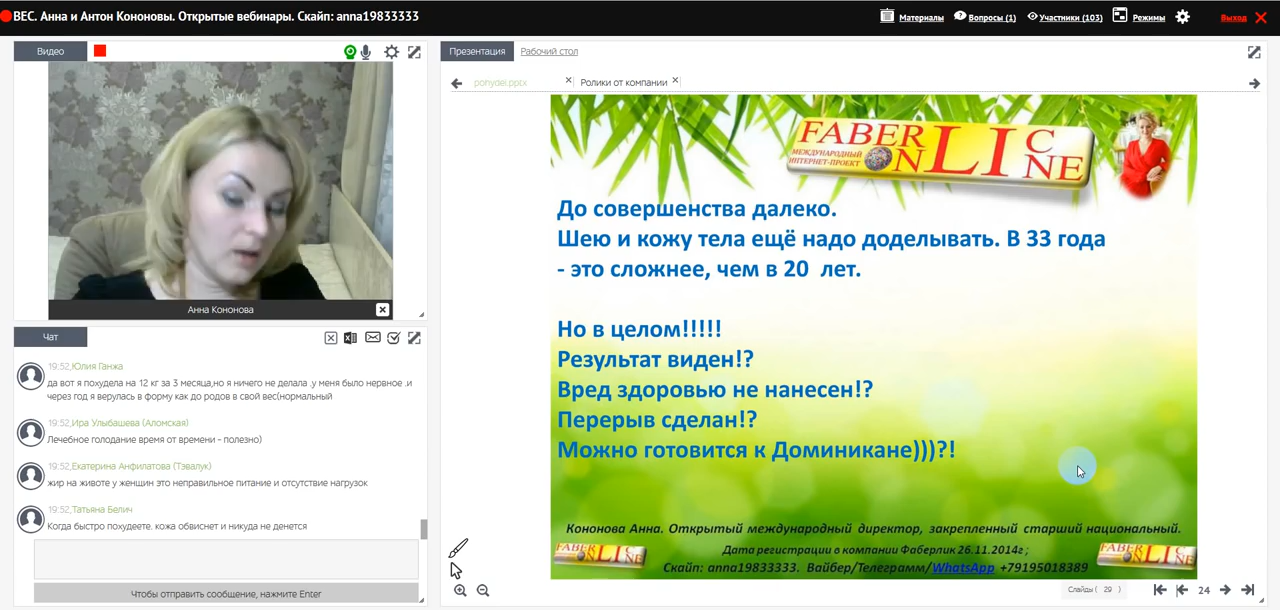 ВЕС. Анна и Антон Кононовы. Открытые вебинары. Скайп: anna19833333
Материалы
Вопросы (1)
Участники (103)
Режимы
Выход
Видео
Анна Кононова
Чат
19:52,Юлия Ганжа
да вот я похудела на 12 кг за 3 месяца,но я ничего не делала .у меня было нервное .и
через год я верулась в форму как до родов в свой вес(нормальный
19:52,Ира Улыбашева (Аломская)
Лечебное голодание время от времени - полезно)
19:52,Екатерина Анфилатова (Тэвалук)
жир на животе у женщин это неправильное питание и отсутствие нагрузок
19:52,Татьяна Белич
Когда быстро похудеете. кожа обвиснет и никуда не денется
Чтобы отправить сообщение, нажмите Enter
Презентация
Рабочий стол
ponydei.pptx
Ролики от компании
FABERLIC
МЕЖДУНАРОДНЫЙ
ИНТЕРНЕТ-ПРОЕКТ
ONLINE
До совершенства далеко.
Шею и кожу тела ещё надо доделывать. В 33 года
- это сложнее, чем в 20 лет.
Но в целом!!!!!
Результат виден!?
Вред здоровью не нанесен!?
Перерыв сделан!?
Можно готовится к Доминикане)))?!
Кононова Анна. Открытый международный директор, закрепленный старший национальный.
Дата регистрации в компании Фаберлик 26.11.2014г;
Скайп: anna19833333. Вайбер/Телеграмм/WhatsApp +79195018389
FABERLIC ONLINE
FABERLIC ONLINE
Слайды ( 29 )
24